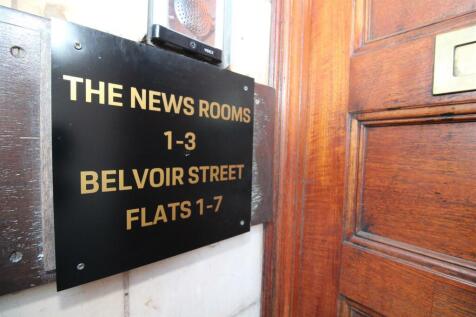 THE NEWS ROOMS
1-3
BELVOIR STREET
FLATS 1-7